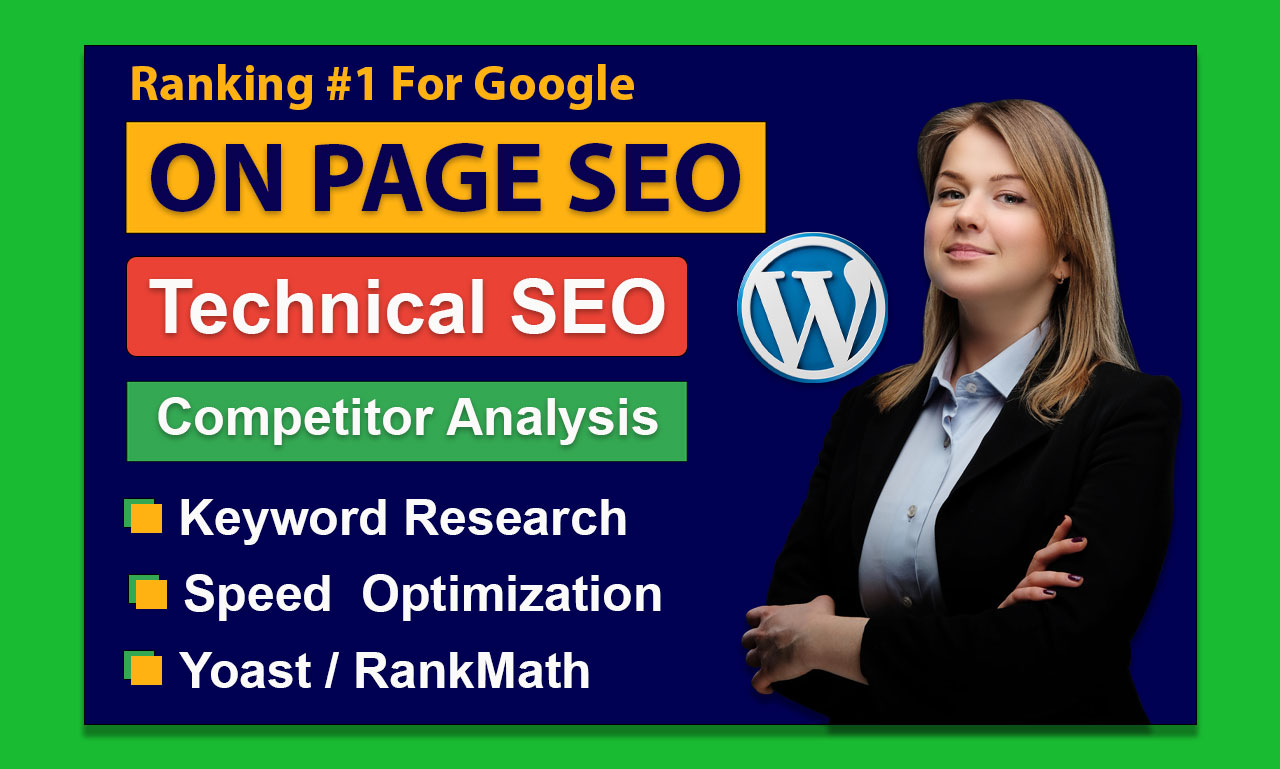 Ranking #1 For Google
ON PAGE SEO
Technical SEO
Competitor Analysis
Keyword Research
Speed Optimization
Yoast / RankMath